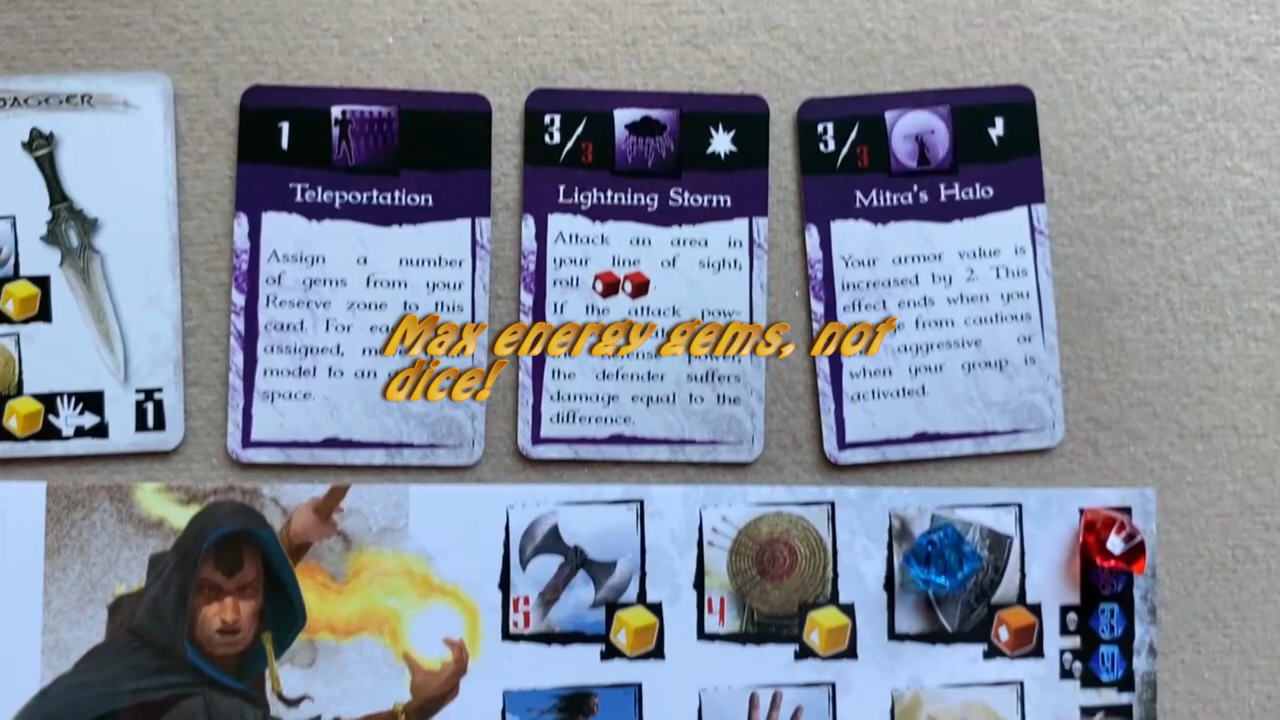 DAGGER
1
1
Teleportation
Assign a number
of gems from your
Reserve zone to this
card. For
assigned,
model to an
space.
3/3
Lightning Storm
Attack an area in
your line of sight;
roll
If the attack pow-
the defender suffers
damage equal to the
difference.
3/3
Mitra's Halo
Your armor value is
increased by 2. This
effect ends when you
from cautious
aggressive or
when your group is
activated.
Max energy gems, not
dice!
5
4